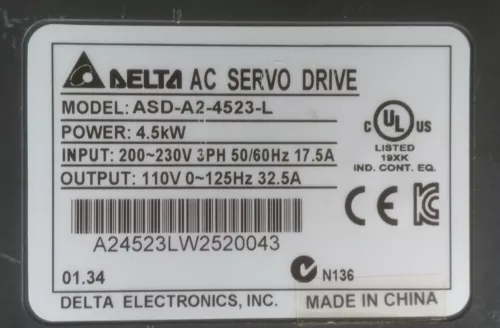 DELTA AC SERVO DRIVE
MODEL: ASD-A2-4523-L
POWER: 4.5kW
INPUT: 200~230V 3PH 50/60Hz 17.5A
OUTPUT: 110V 0~125Hz 32.5A
C UL US
LISTED
19XK
IND. CONT. EQ.
CE
A24523LW2520043
01.34
N136
DELTA ELECTRONICS, INC.
MADE IN CHINA